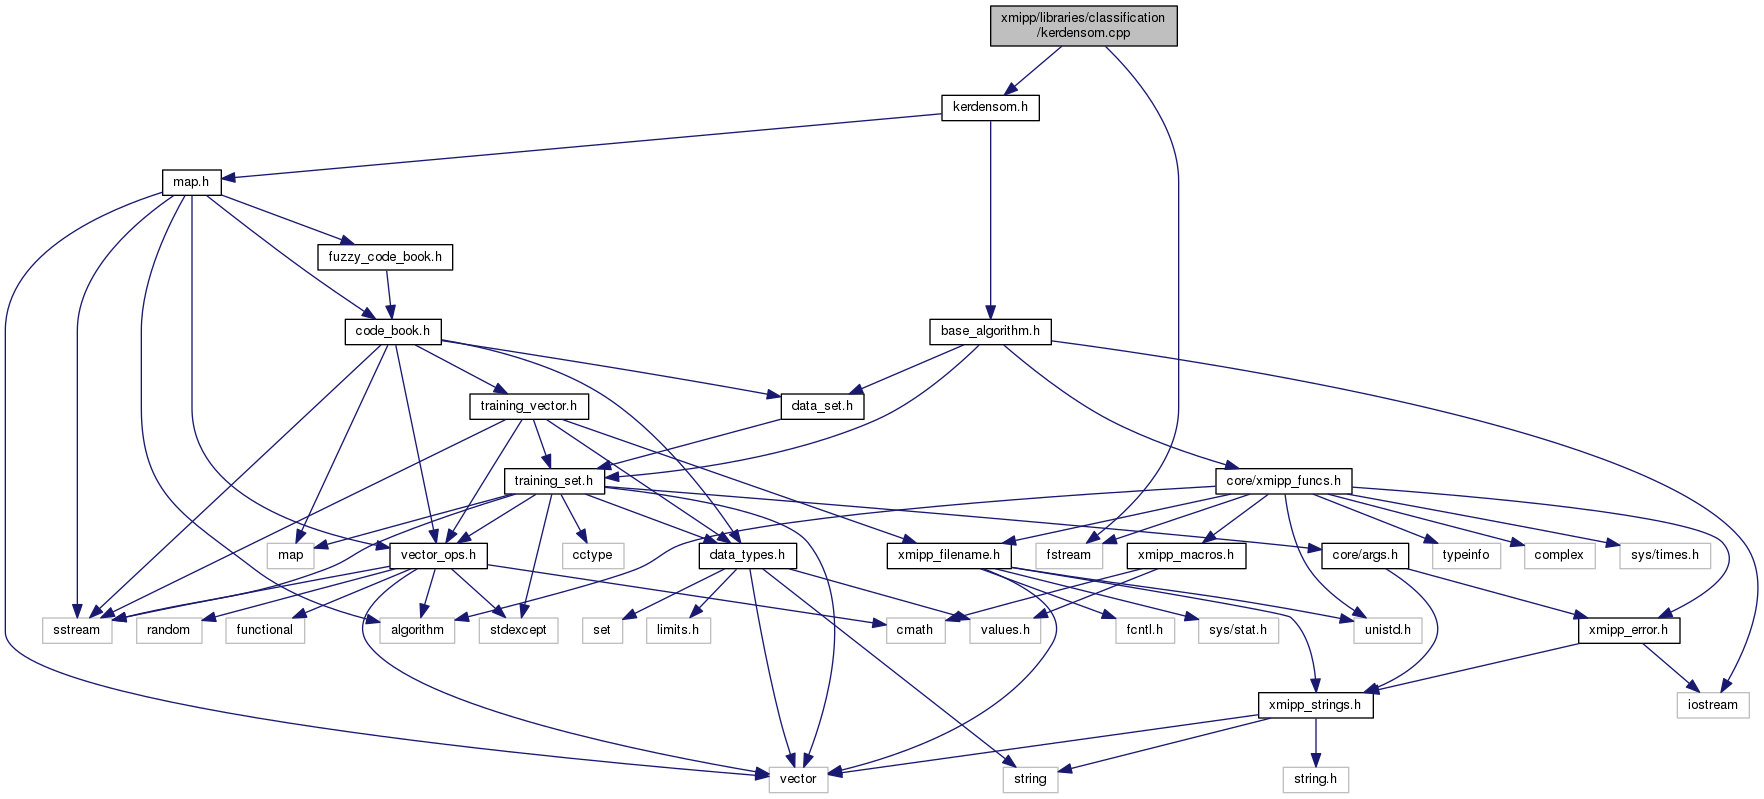 xmipp/libraries/classification
/kerdensom.cpp
kerdensom.h
map.h
fuzzy_code_book.h
code_book.h
base_algorithm.h
training_vector.h
data_set.h
training_set.h
core/xmipp_funcs.h
map
vector_ops.h
cctype
data_types.h
xmipp_filename.h
fstream
xmipp_macros.h
core/args.h
typeinfo
complex
sys/times.h
sstream
random
functional
algorithm
stdexcept
set
limits.h
cmath
values.h
fcntl.h
sys/stat.h
unistd.h
xmipp_error.h
xmipp_strings.h
iostream
vector
string
string.h